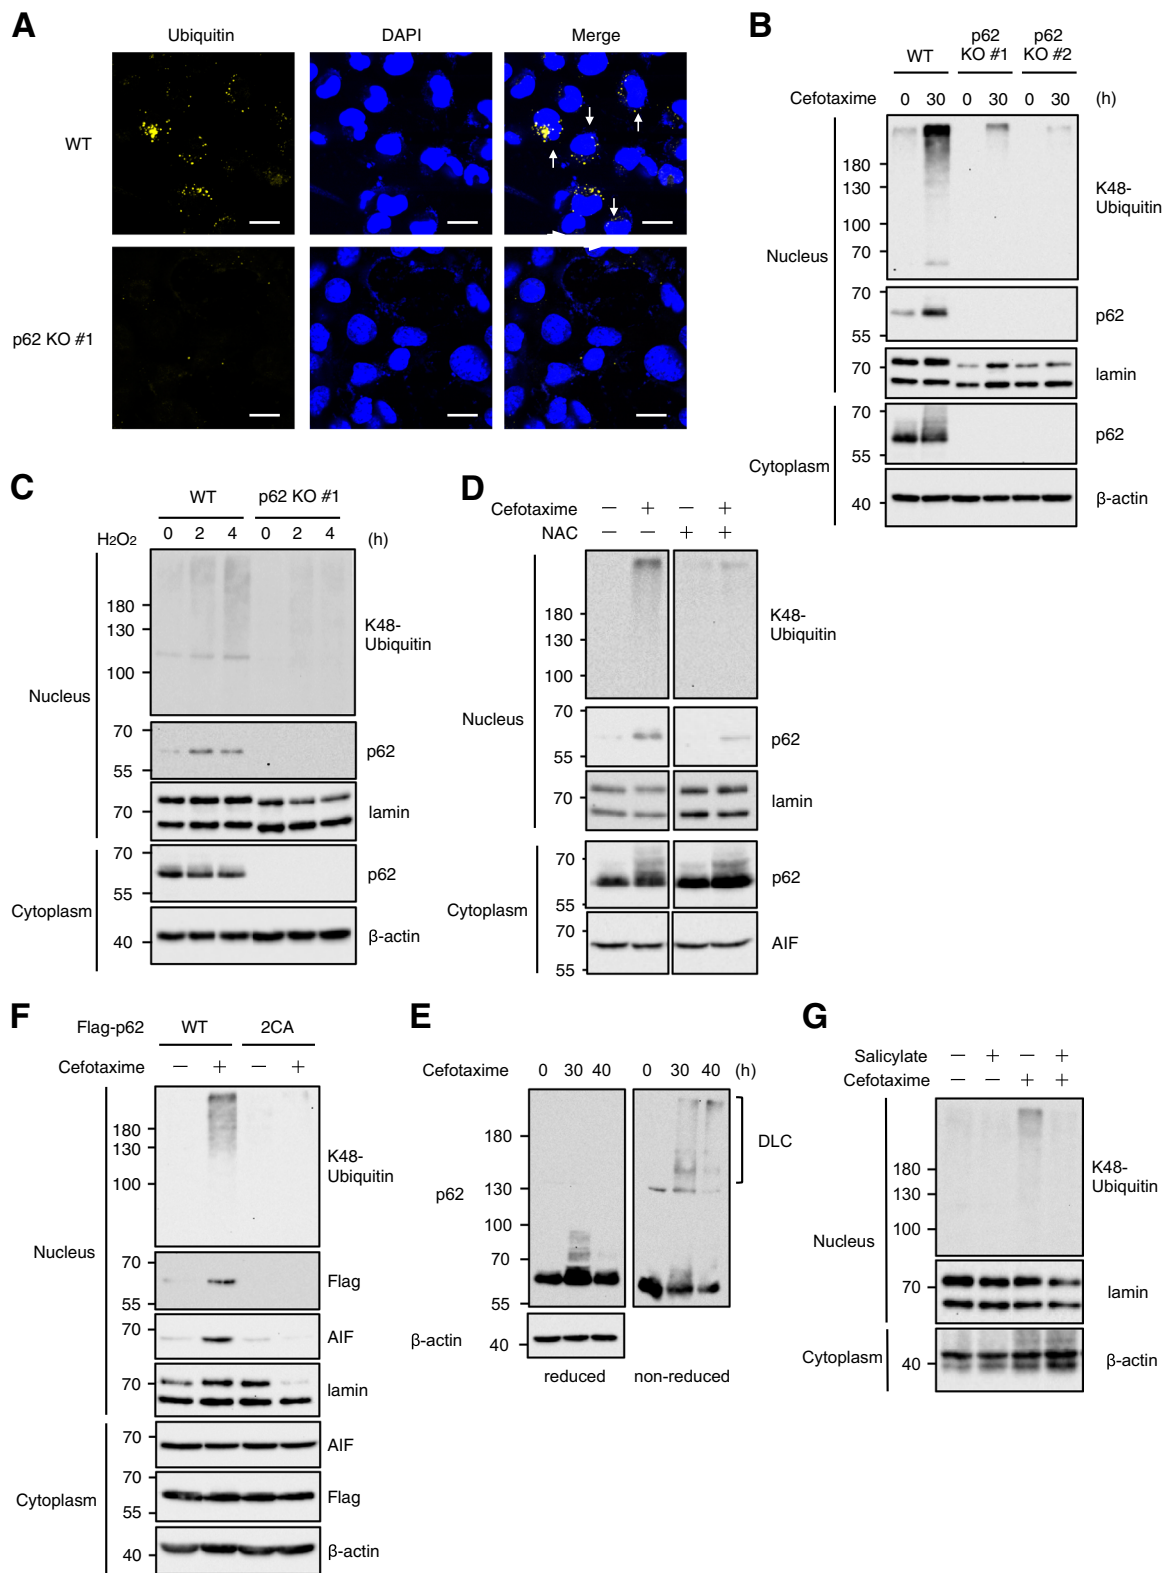 A
Ubiquitin DAPI Merge
WT
p62 KO #1
B
WT p62 KO #1 p62 KO #2
Cefotaxime 0 30 0 30 0 30 (h)
180
130
100
70
K48-Ubiquitin
Nucleus
70
55
p62
70
lamin
70
55
p62
Cytoplasm
40
β-actin
C
WT p62 KO #1
H2O2 0 2 4 0 2 4 (h)
180
130
100
K48-Ubiquitin
Nucleus
70
55
p62
70
lamin
70
55
p62
Cytoplasm
40
β-actin
D
Cefotaxime − + − +
NAC − − + +
180
130
100
K48-Ubiquitin
Nucleus
70
55
p62
70
lamin
70
55
p62
Cytoplasm
70
55
AIF
F
Flag-p62 WT 2CA
Cefotaxime − + − +
180
130
100
K48-Ubiquitin
Nucleus
70
55
Flag
70
AIF
70
lamin
70
AIF
70
55
Flag
Cytoplasm
40
β-actin
E
Cefotaxime 0 30 40 0 30 40 (h)
180
130
100
70
55
p62
DLC
β-actin
40
reduced non-reduced
G
Salicylate − + − +
Cefotaxime − − + +
180
130
100
K48-Ubiquitin
Nucleus
70
lamin
Cytoplasm
40
β-actin